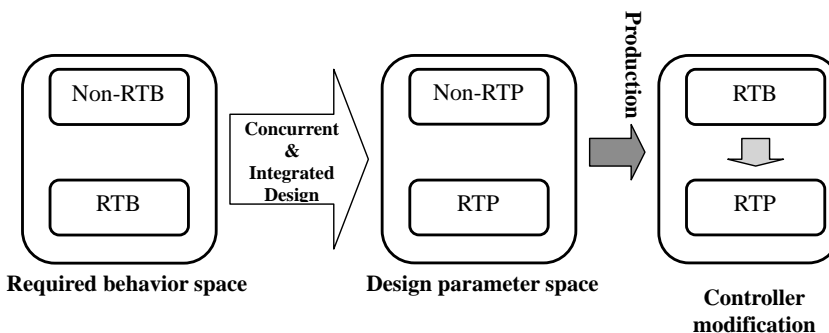 Non-RTB
RTB
Required behavior space
Concurrent
&
Integrated
Design
Non-RTP
RTP
Design parameter space
Production
RTB
RTP
Controller
modification